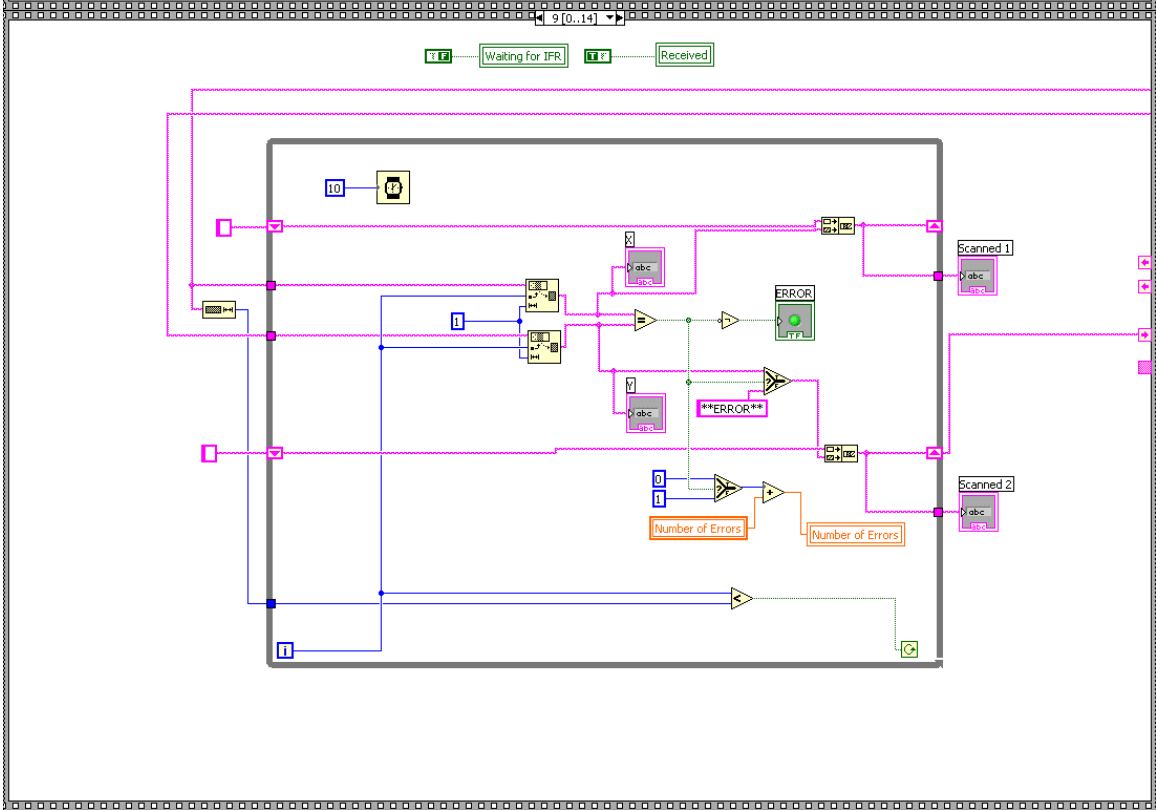 9 [0..14]
F
Waiting for IFR
T
Received
10
X
abc
Scanned 1
abc
ERROR
TF
1
=
Y
abc
?
**ERROR**
0
1
?
+
Scanned 2
abc
Number of Errors
Number of Errors
<
i